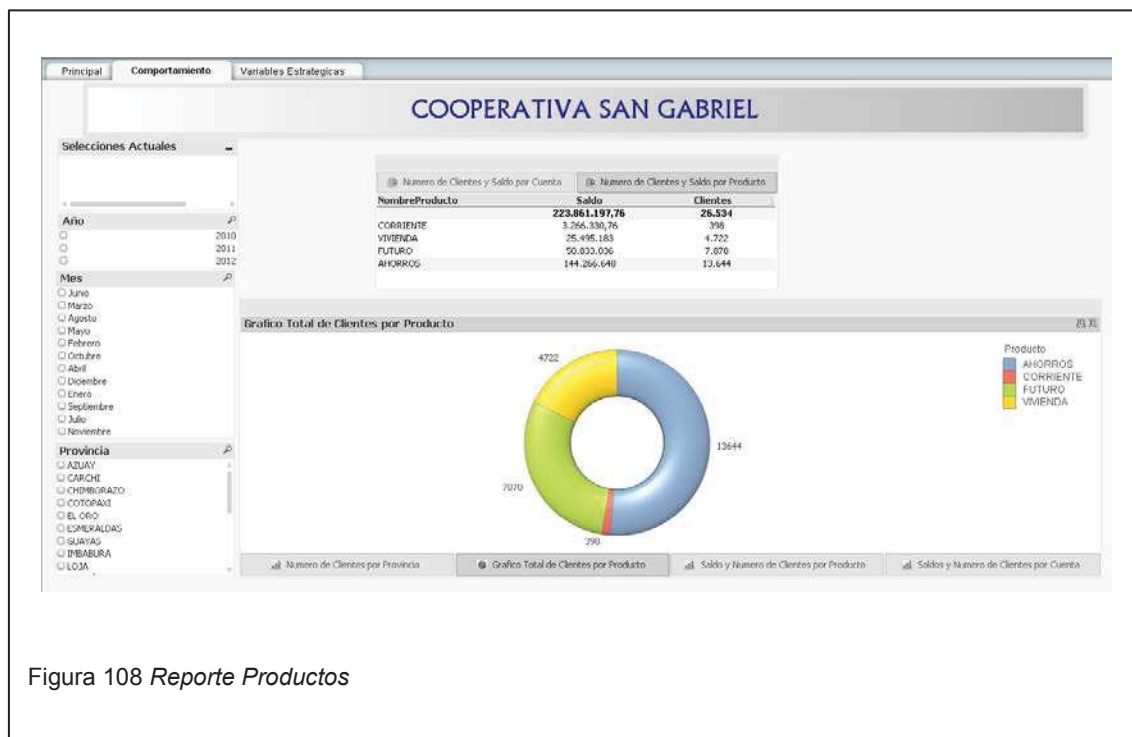 Principal Comportamiento Variables Estrategicas
COOPERATIVA SAN GABRIEL
Selecciones Actuales
Año
2010
2011
2012
Mes
Junio
Marzo
Agosto
Mayo
Febrero
Octubre
Abril
Diciembre
Enero
Septiembre
Julio
Noviembre
Provincia
AZUAY
CARCHI
CHIMBORAZO
COTOPAXI
EL ORO
ESMERALDAS
GUAYAS
IMBABURA
LOJA
Numero de Clientes y Saldo por Cuenta Numero de Clientes y Saldo por Producto
NombreProducto Saldo Clientes
223.861.197,76 26.534
CORRIENTE 3.266.330,76 398
VIVIENDA 25.495.183 4.722
FUTURO 50.833.036 7.770
AHORROS 144.266.648 13.644
Grafico Total de Clientes por Producto XL
4722
13644
7770
398
Producto
AHORROS
CORRIENTE
FUTURO
VIVIENDA
Numero de Clientes por Provincia Grafico Total de Clientes por Producto Saldo y Numero de Clientes por Producto Saldos y Numero de Clientes por Cuenta
Figura 108 Reporte Productos